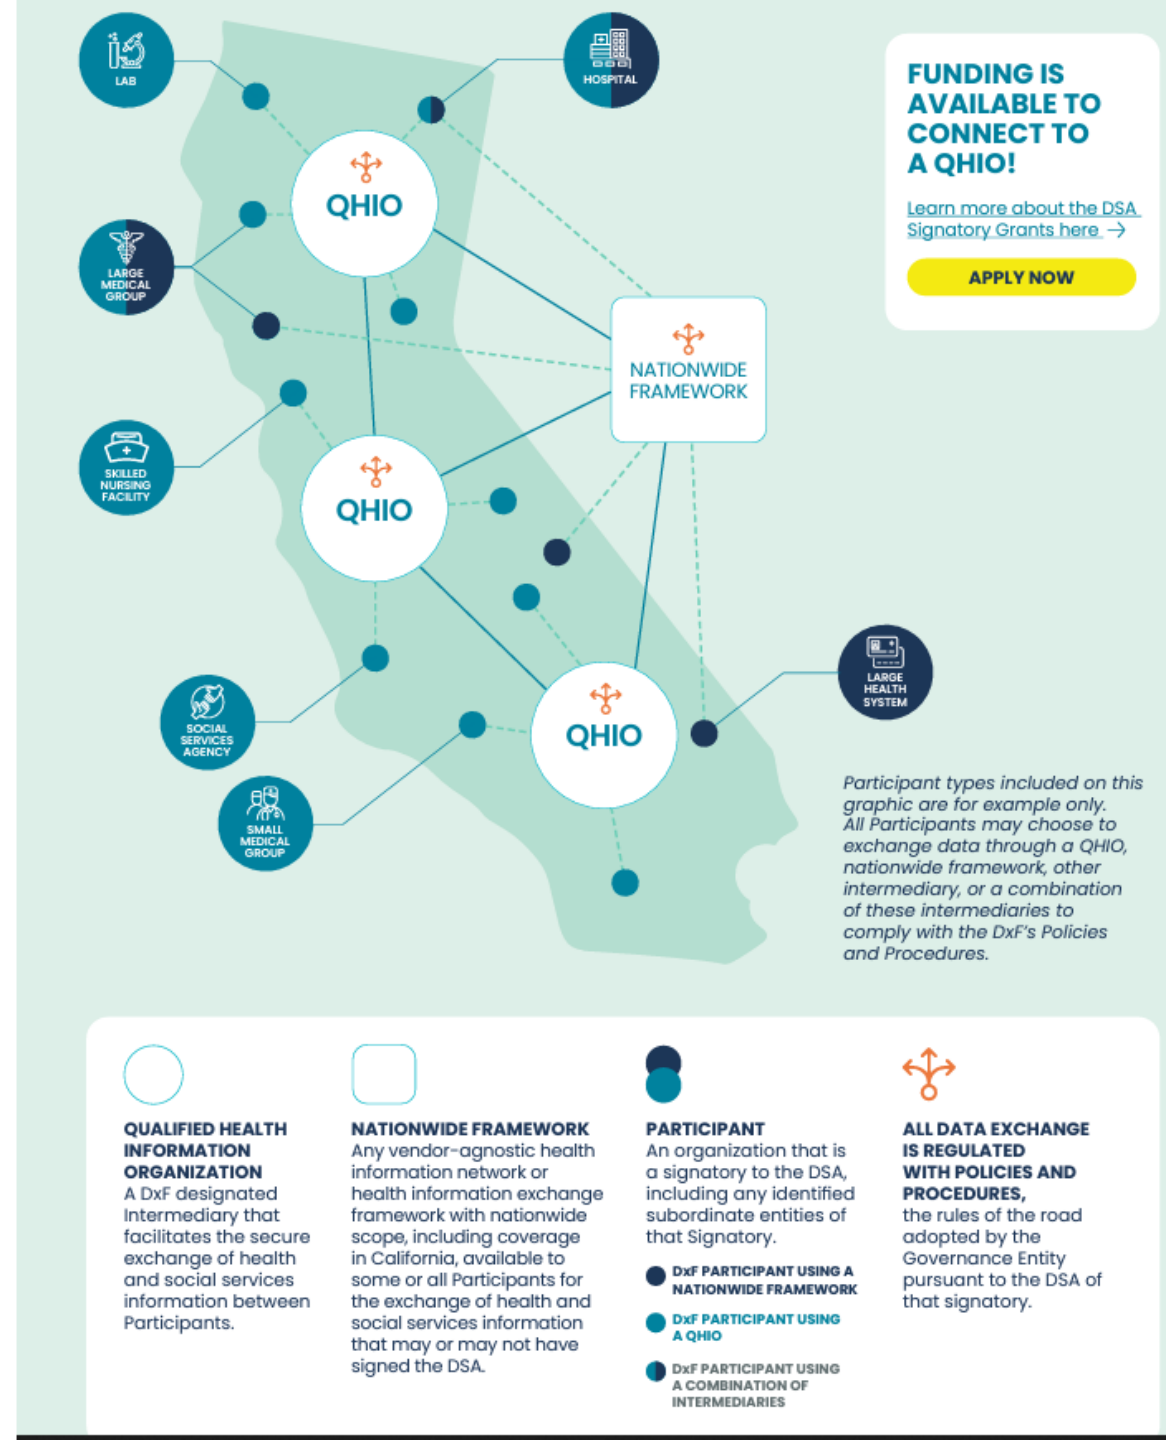 LAB
HOSPITAL
FUNDING IS
AVAILABLE TO
CONNECT TO
A QHIO!
Learn more about the DSA
Signatory Grants here →
APPLY NOW
QHIO
LARGE
MEDICAL
GROUP
NATIONWIDE
FRAMEWORK
SKILLED
NURSING
FACILITY
QHIO
LARGE
HEALTH
SYSTEM
SOCIAL
SERVICES
AGENCY
QHIO
SMALL
MEDICAL
GROUP
Participant types included on this
graphic are for example only.
All Participants may choose to
exchange data through a QHIO,
nationwide framework, other
intermediary, or a combination
of these intermediaries to
comply with the DxF's Policies
and Procedures.
QUALIFIED HEALTH
INFORMATION
ORGANIZATION
A DxF designated
Intermediary that
facilitates the secure
exchange of health
and social services
information between
Participants.
NATIONWIDE FRAMEWORK
Any vendor-agnostic health
information network or
health information exchange
framework with nationwide
scope, including coverage
in California, available to
some or all Participants for
the exchange of health and
social services information
that may or may not have
signed the DSA.
PARTICIPANT
An organization that is
a signatory to the DSA,
including any identified
subordinate entities of
that Signatory.
DxF PARTICIPANT USING A
NATIONWIDE FRAMEWORK
DxF PARTICIPANT USING
A QHIO
DxF PARTICIPANT USING
A COMBINATION OF
INTERMEDIARIES
ALL DATA EXCHANGE
IS REGULATED
WITH POLICIES AND
PROCEDURES,
the rules of the road
adopted by the
Governance Entity
pursuant to the DSA of
that signatory.